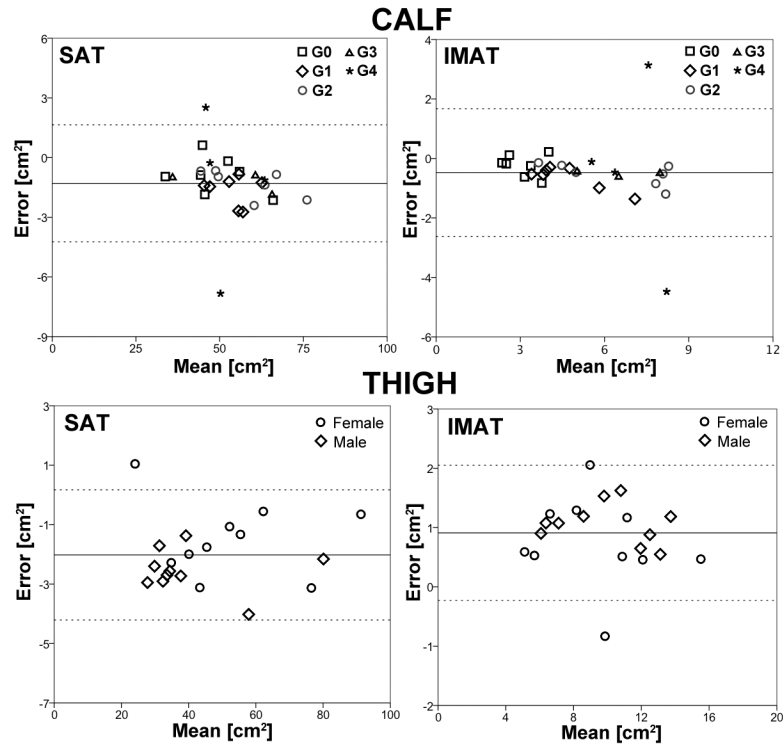 CALF
SAT
G0 G3
G1 G4
G2
Error [cm²]
6
3
0
-3
-6
-9
0 25 50 75 100
Mean [cm²]
IMAT
G0 G3
G1 G4
G2
Error [cm²]
4
2
0
-2
-4
-6
0 3 6 9 12
Mean [cm²]
THIGH
SAT
Female
Male
Error [cm²]
3
1
-1
-3
-5
-7
0 20 40 60 80 100
Mean [cm²]
IMAT
Female
Male
Error [cm²]
3
2
1
0
-1
-2
0 4 8 12 16 20
Mean [cm²]